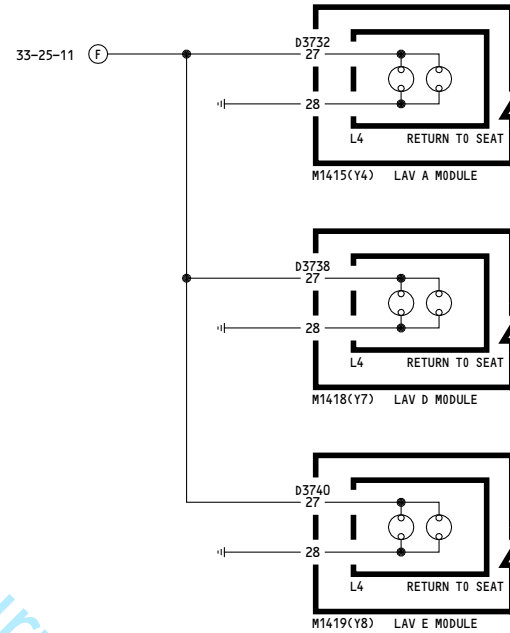 D3732
33-25-11 F 27
28
L4 RETURN TO SEAT
M1415(Y4) LAV A MODULE
D3738
27
28
L4 RETURN TO SEAT
M1418(Y7) LAV D MODULE
D3740
27
28
L4 RETURN TO SEAT
M1419(Y8) LAV E MODULE